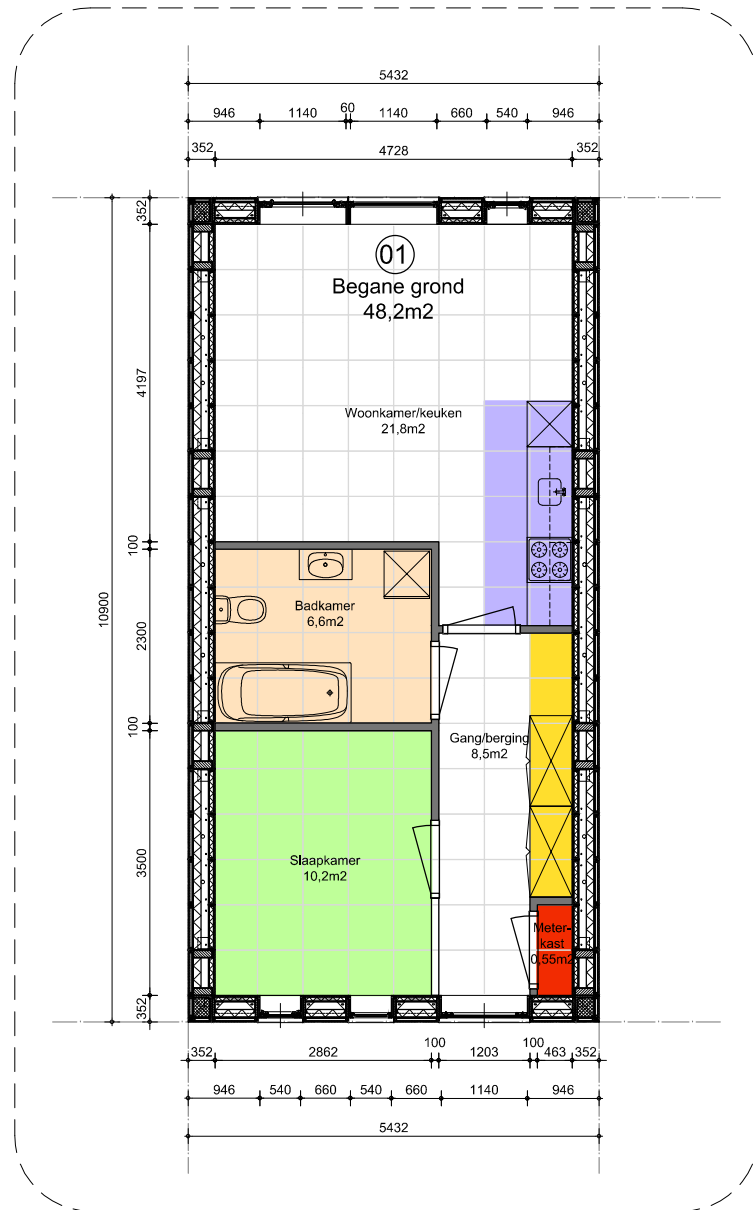 5432
946 1140 60 1140 660 540 946
352 4728 352
352
01
Begane grond
48,2m2
4197
Woonkamer/keuken
21,8m2
100
10900
2300
Badkamer
6,6m2
100
Gang/berging
8,5m2
3500
Slaapkamer
10,2m2
Meter-
kast
0,55m2
352
352 2862 100 1203 100 463 352
946 540 660 540 660 1140 946
5432